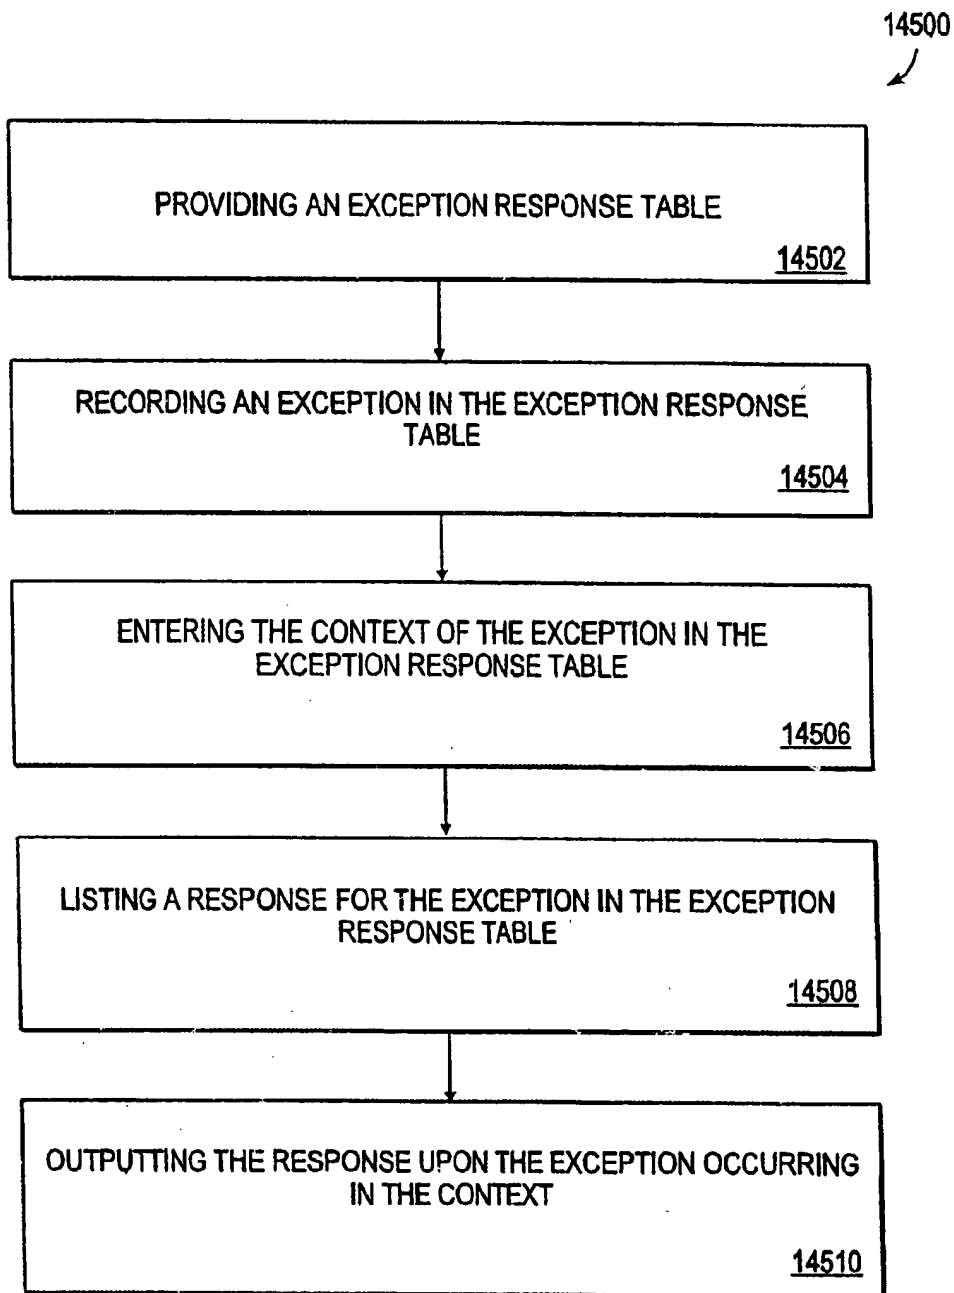 14500
PROVIDING AN EXCEPTION RESPONSE TABLE
14502
RECORDING AN EXCEPTION IN THE EXCEPTION RESPONSE
TABLE
14504
ENTERING THE CONTEXT OF THE EXCEPTION IN THE
EXCEPTION RESPONSE TABLE
14506
LISTING A RESPONSE FOR THE EXCEPTION IN THE EXCEPTION
RESPONSE TABLE
14508
OUTPUTTING THE RESPONSE UPON THE EXCEPTION OCCURRING
IN THE CONTEXT
14510